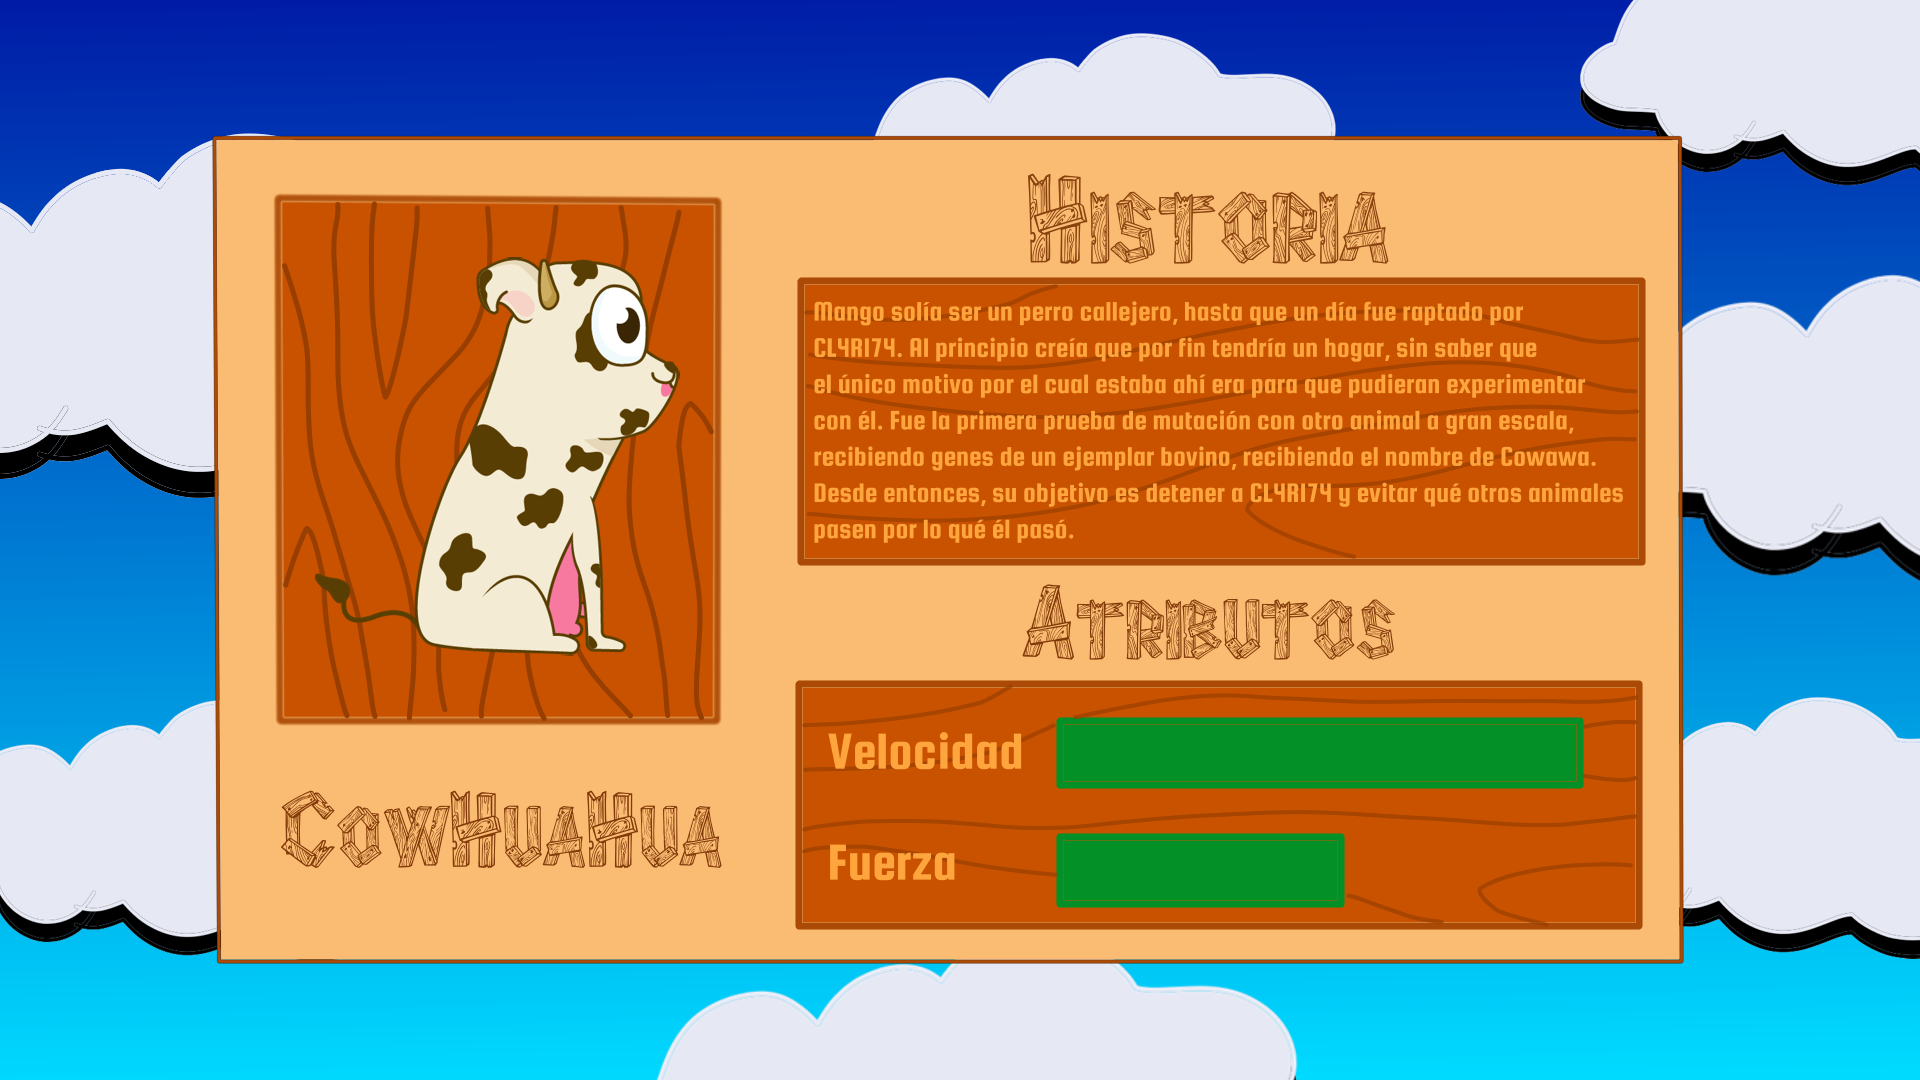 Historia
Mango solía ser un perro callejero, hasta que un día fue raptado por
CL4RI74. Al principio creía que por fin tendría un hogar, sin saber que
el único motivo por el cual estaba ahí era para que pudieran experimentar
con él. Fue la primera prueba de mutación con otro animal a gran escala,
recibiendo genes de un ejemplar bovino, recibiendo el nombre de Cowawa.
Desde entonces, su objetivo es detener a CL4RI74 y evitar qué otros animales
pasen por lo qué él pasó.
Atributos
Velocidad
Fuerza
CowHuaHua